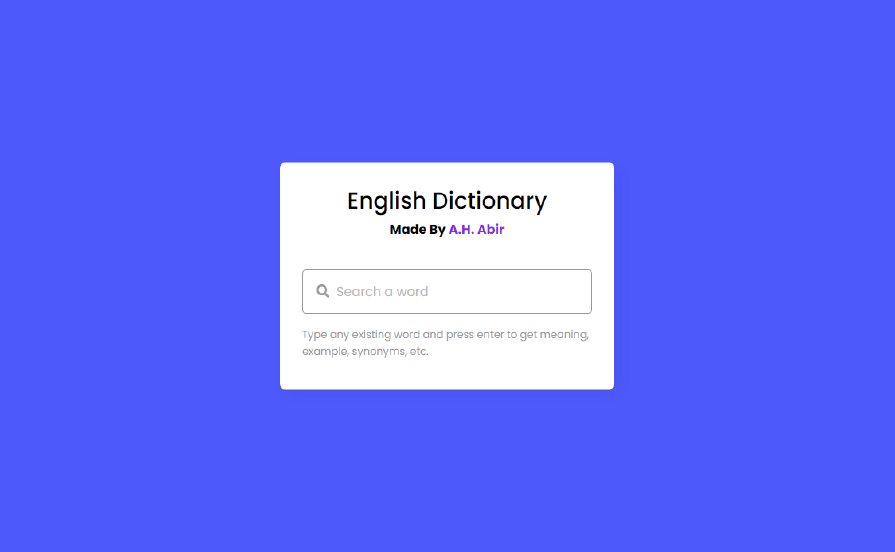 English Dictionary
Made By A.H. Abir
Search a word
Type any existing word and press enter to get meaning,
example, synonyms, etc.